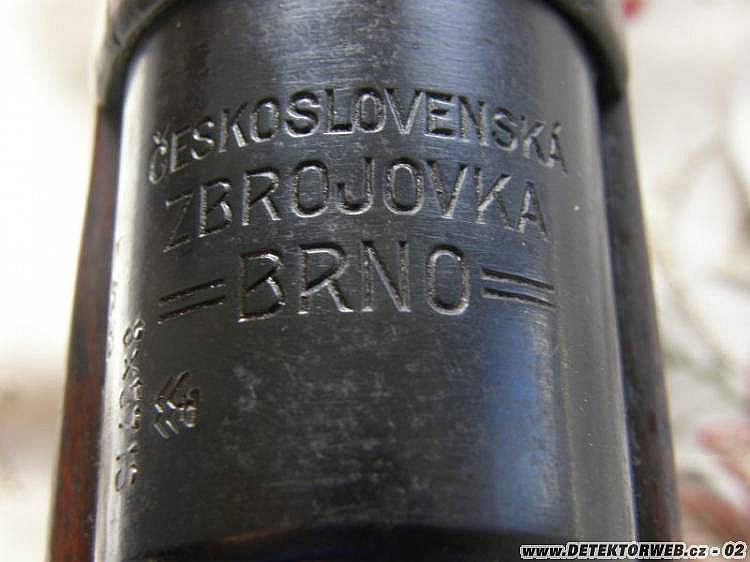 ČESKOSLOVENSKÁ
ZBROJOVKA
BRNO
www.DETEKTORWEB.cz - 02